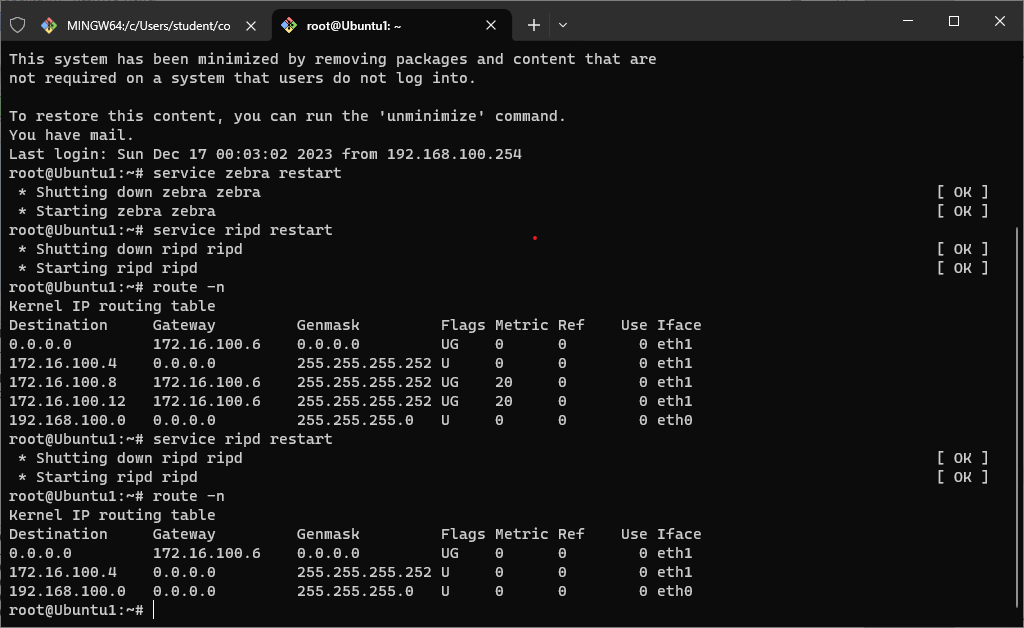 MINGW64:/c/Users/student/co
root@Ubuntu1: ~
This system has been minimized by removing packages and content that are
not required on a system that users do not log into.
To restore this content, you can run the 'unminimize' command.
You have mail.
Last login: Sun Dec 17 00:03:02 2023 from 192.168.100.254
root@Ubuntu1:~# service zebra restart
 * Shutting down zebra zebra [ OK ]
 * Starting zebra zebra [ OK ]
root@Ubuntu1:~# service ripd restart
 * Shutting down ripd ripd [ OK ]
 * Starting ripd ripd [ OK ]
root@Ubuntu1:~# route -n
Kernel IP routing table
Destination Gateway Genmask Flags Metric Ref Use Iface
0.0.0.0 172.16.100.6 0.0.0.0 UG 0 0 0 eth1
172.16.100.4 0.0.0.0 255.255.255.252 U 0 0 0 eth1
172.16.100.8 172.16.100.6 255.255.255.252 UG 20 0 0 eth1
172.16.100.12 172.16.100.6 255.255.255.252 UG 20 0 0 eth1
192.168.100.0 0.0.0.0 255.255.255.0 U 0 0 0 eth0
root@Ubuntu1:~# service ripd restart
 * Shutting down ripd ripd [ OK ]
 * Starting ripd ripd [ OK ]
root@Ubuntu1:~# route -n
Kernel IP routing table
Destination Gateway Genmask Flags Metric Ref Use Iface
0.0.0.0 172.16.100.6 0.0.0.0 UG 0 0 0 eth1
172.16.100.4 0.0.0.0 255.255.255.252 U 0 0 0 eth1
192.168.100.0 0.0.0.0 255.255.255.0 U 0 0 0 eth0
root@Ubuntu1:~#